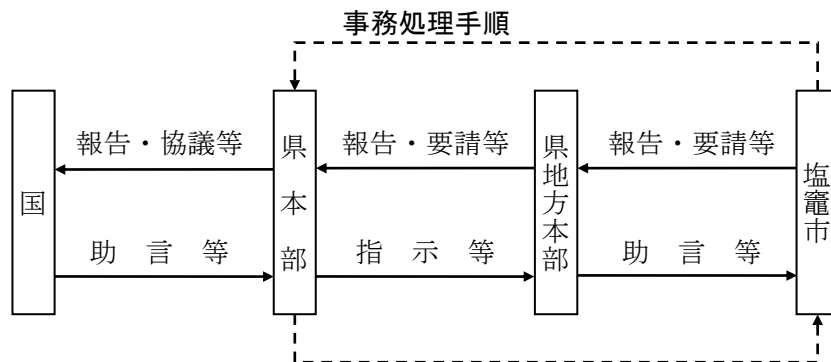 事務処理手順
国
報告・協議等
助言等
県本部
報告・要請等
指示等
県地方本部
報告・要請等
助言等
塩竈市